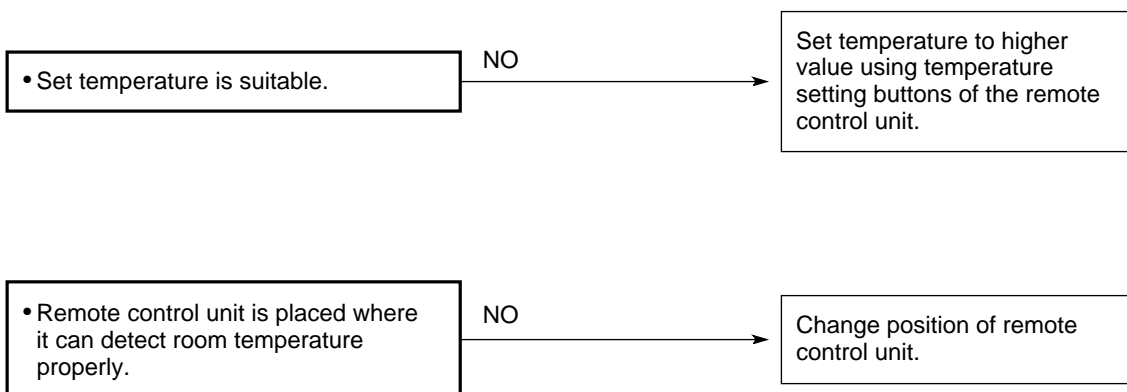 • Set temperature is suitable.
NO
Set temperature to higher
value using temperature
setting buttons of the remote
control unit.
• Remote control unit is placed where
it can detect room temperature
properly.
NO
Change position of remote
control unit.